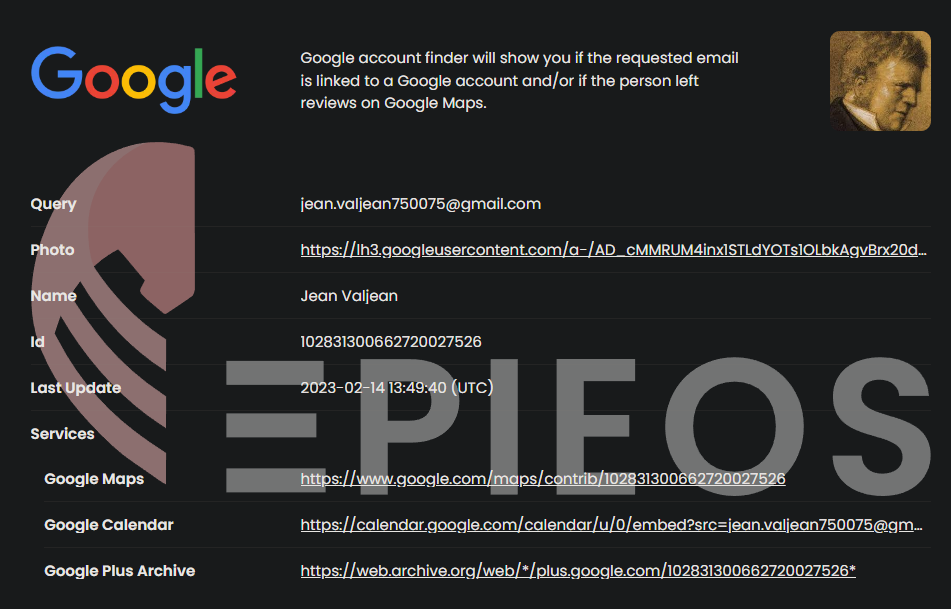 Google
Google account finder will show you if the requested email
is linked to a Google account and/or if the person left
reviews on Google Maps.
Query jean.valjean750075@gmail.com
Photo https://lh3.googleusercontent.com/a-/AD_cMMRUM4inx1STLdYOTs1OLbkAgvBrx20d...
Name Jean Valjean
Id 102831300662720027526
Last Update 2023-02-14 13:49:40 (UTC)
EPIEOS
Services
Google Maps https://www.google.com/maps/contrib/102831300662720027526
Google Calendar https://calendar.google.com/calendar/u/0/embed?src=jean.valjean750075@gm...
Google Plus Archive https://web.archive.org/web/*/plus.google.com/102831300662720027526*